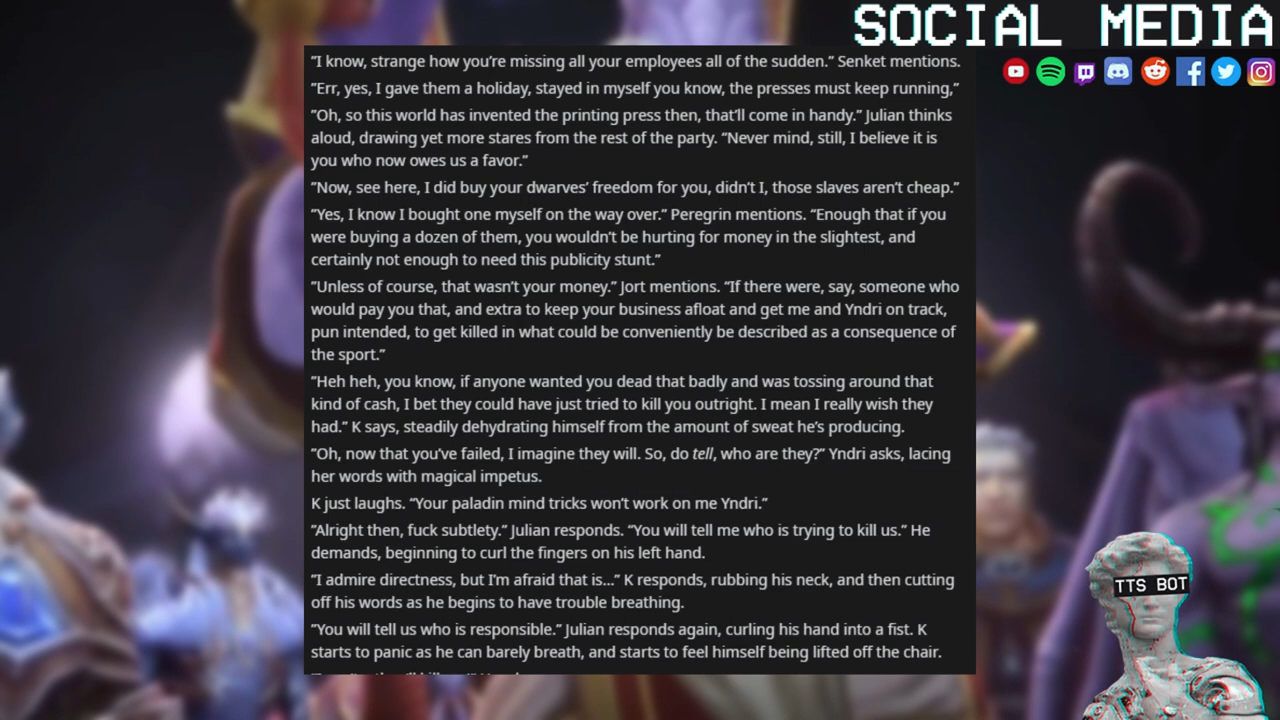 SOCIAL MEDIA
"I know, strange how you're missing all your employees all of the sudden." Senket mentions.
"Err, yes, I gave them a holiday, stayed in myself you know, the presses must keep running,"
"Oh, so this world has invented the printing press then, that'll come in handy." Julian thinks
aloud, drawing yet more stares from the rest of the party. "Never mind, still, I believe it is
you who now owes us a favor."
"Now, see here, I did buy your dwarves' freedom for you, didn't I, those slaves aren't cheap."
"Yes, I know I bought one myself on the way over." Peregrin mentions. "Enough that if you
were buying a dozen of them, you wouldn't be hurting for money in the slightest, and
certainly not enough to need this publicity stunt."
"Unless of course, that wasn't your money." Jort mentions. "If there were, say, someone who
would pay you that, and extra to keep your business afloat and get me and Yndri on track,
pun intended, to get killed in what could be conveniently be described as a consequence of
the sport."
"Heh heh, you know, if anyone wanted you dead that badly and was tossing around that
kind of cash, I bet they could have just tried to kill you outright. I mean I really wish they
had." K says, steadily dehydrating himself from the amount of sweat he's producing.
"Oh, now that you've failed, I imagine they will. So, do tell, who are they?" Yndri asks, lacing
her words with magical impetus.
K just laughs. "Your paladin mind tricks won't work on me Yndri."
"Alright then, fuck subtlety." Julian responds. "You will tell me who is trying to kill us." He
demands, beginning to curl the fingers on his left hand.
"I admire directness, but I'm afraid that is..." K responds, rubbing his neck, and then cutting
off his words as he begins to have trouble breathing.
"You will tell us who is responsible." Julian responds again, curling his hand into a fist. K
starts to panic as he can barely breath, and starts to feel himself being lifted off the chair.
TTS BOT